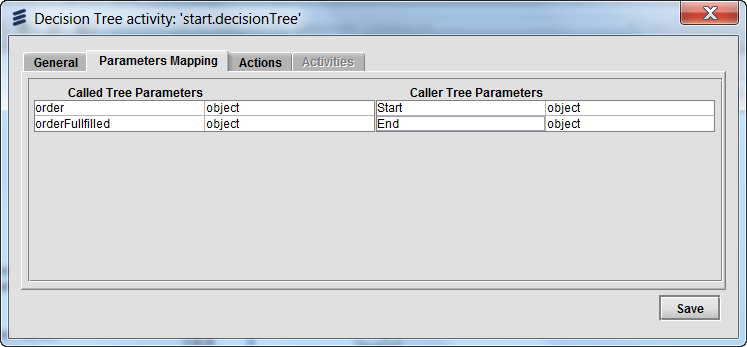 Decision Tree activity: 'start.decisionTree'
General Parameters Mapping Actions Activities
Called Tree Parameters Caller Tree Parameters
order object Start object
orderFullfilled object End object
Save